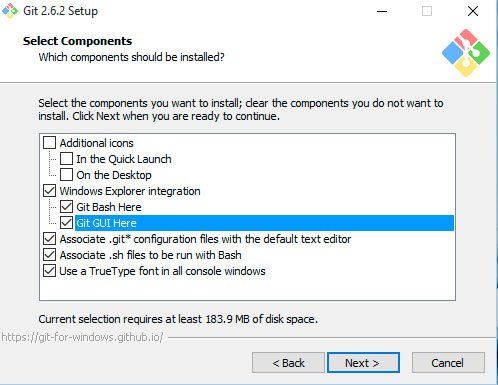 Git 2.6.2 Setup
Select Components
Which components should be installed?
Select the components you want to install; clear the components you do not want to
install. Click Next when you are ready to continue.
Additional icons
In the Quick Launch
On the Desktop
Windows Explorer integration
Git Bash Here
Git GUI Here
Associate .git* configuration files with the default text editor
Associate .sh files to be run with Bash
Use a TrueType font in all console windows
Current selection requires at least 183.9 MB of disk space.
https://git-for-windows.github.io/
< Back
Next >
Cancel